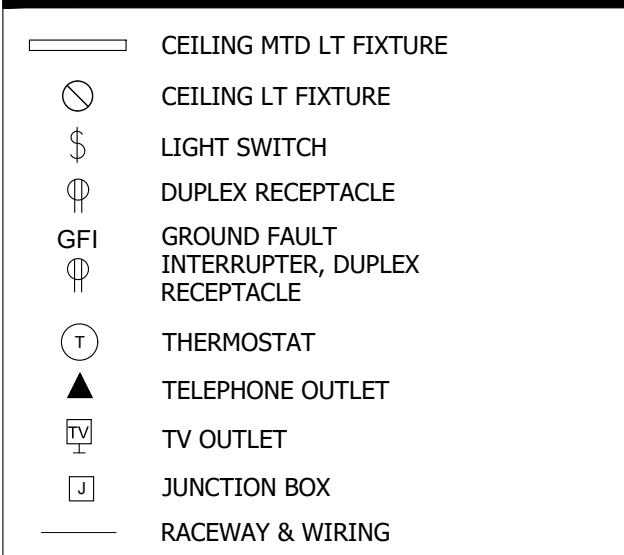 CEILING MTD LT FIXTURE
CEILING LT FIXTURE
$ LIGHT SWITCH
DUPLEX RECEPTACLE
GFI GROUND FAULT
INTERRUPTER, DUPLEX
RECEPTACLE
T THERMOSTAT
TELEPHONE OUTLET
TV TV OUTLET
J JUNCTION BOX
RACEWAY & WIRING